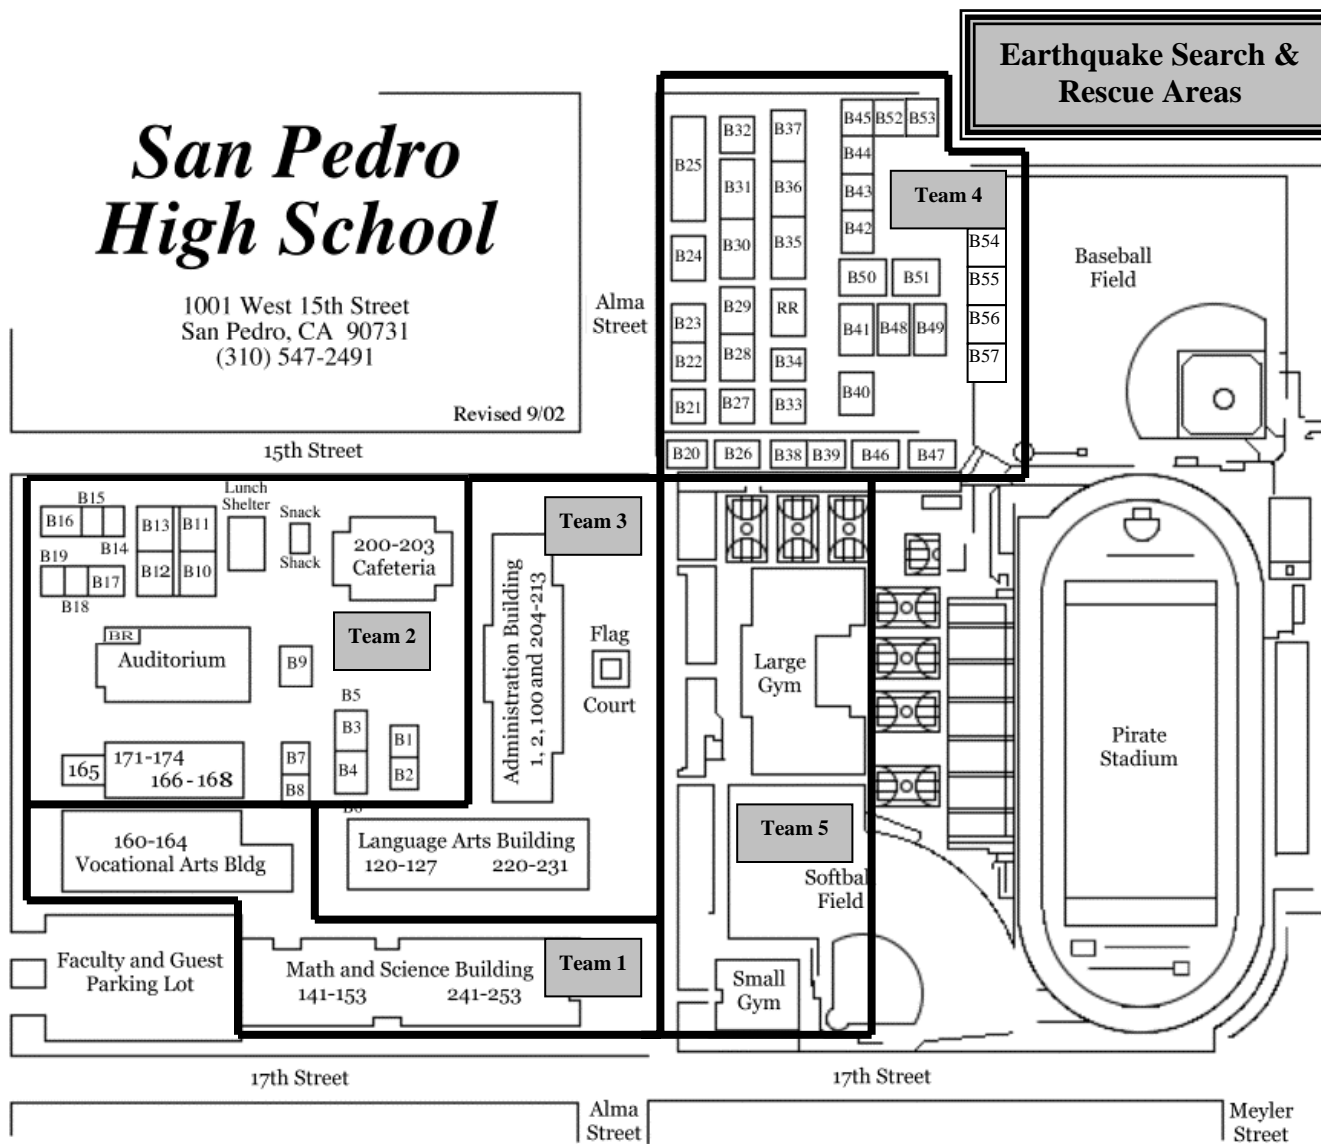 Earthquake Search &
Rescue Areas
San Pedro
High School
1001 West 15th Street
San Pedro, CA 90731
(310) 547-2491
Revised 9/02
Alma
Street
15th Street
B25
B24
B23
B22
B21
B32
B31
B30
B29
B28
B27
B37
B36
B35
RR
B34
B33
B45
B52
B53
B44
B43
B42
B50
B51
B41
B48
B49
B40
Team 4
B54
B55
B56
B57
B20
B26
B38
B39
B46
B47
Baseball
Field
B15
B16
B14
B19
B17
B18
B13
B11
B12
B10
Lunch
Shelter
Snack
Shack
200-203
Cafeteria
Team 2
BR
Auditorium
B9
B5
B3
B4
B1
B2
B7
B8
165
171-174
166-168
Team 3
Administration Building
1, 2, 100 and 204-213
Flag
Court
160-164
Vocational Arts Bldg
Language Arts Building
120-127 220-231
Faculty and Guest
Parking Lot
Math and Science Building
141-153 241-253
Team 1
Large
Gym
Team 5
Softbal
Field
Small
Gym
Pirate
Stadium
17th Street
17th Street
Alma
Street
Meyler
Street